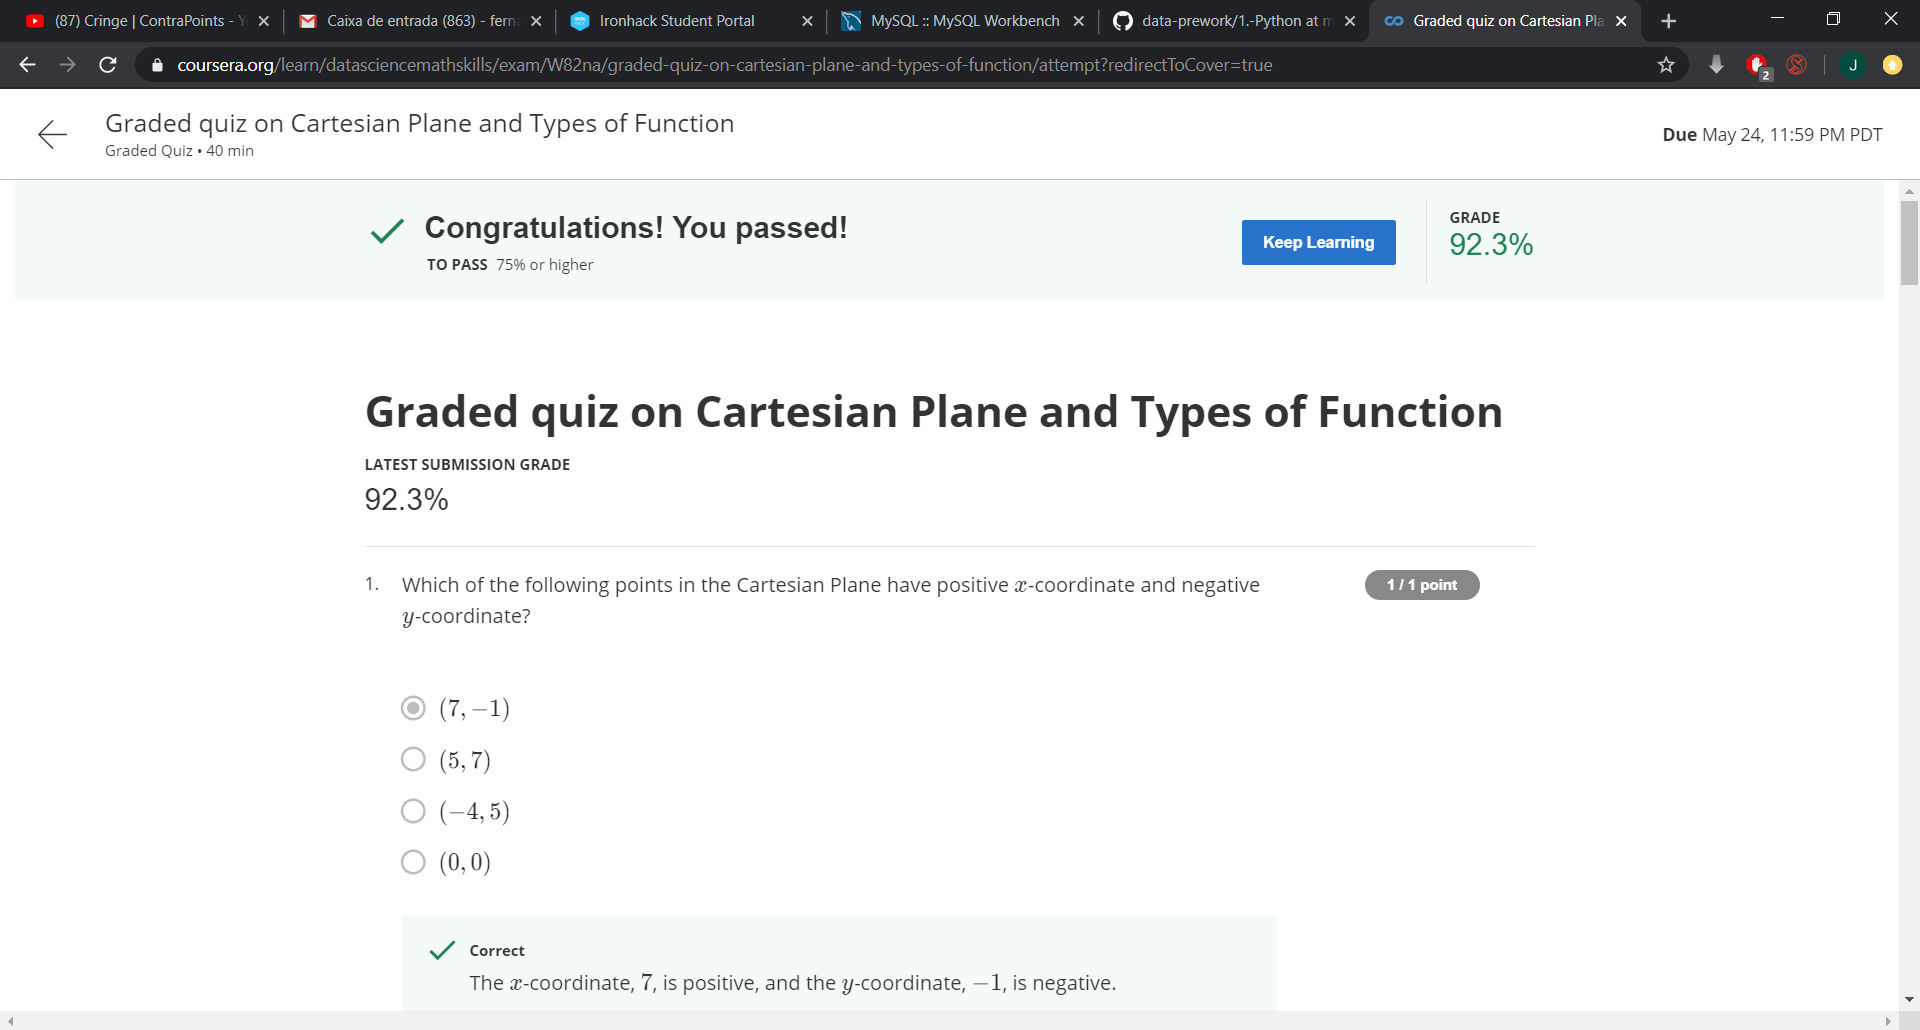 (87) Cringe | ContraPoints - Y
Caixa de entrada (863) - fern
Ironhack Student Portal
MySQL :: MySQL Workbench
data-prework/1.-Python at m
Graded quiz on Cartesian Pla
coursera.org/learn/datasciencemathskills/exam/W82na/graded-quiz-on-cartesian-plane-and-types-of-function/attempt?redirectToCover=true
2
J
Graded quiz on Cartesian Plane and Types of Function
Graded Quiz • 40 min
Due May 24, 11:59 PM PDT
Congratulations! You passed!
TO PASS 75% or higher
Keep Learning
GRADE
92.3%
Graded quiz on Cartesian Plane and Types of Function
LATEST SUBMISSION GRADE
92.3%
1. Which of the following points in the Cartesian Plane have positive x-coordinate and negative
y-coordinate?
1 / 1 point
(7, −1)
(5, 7)
(−4, 5)
(0, 0)
Correct
The x-coordinate, 7, is positive, and the y-coordinate, −1, is negative.